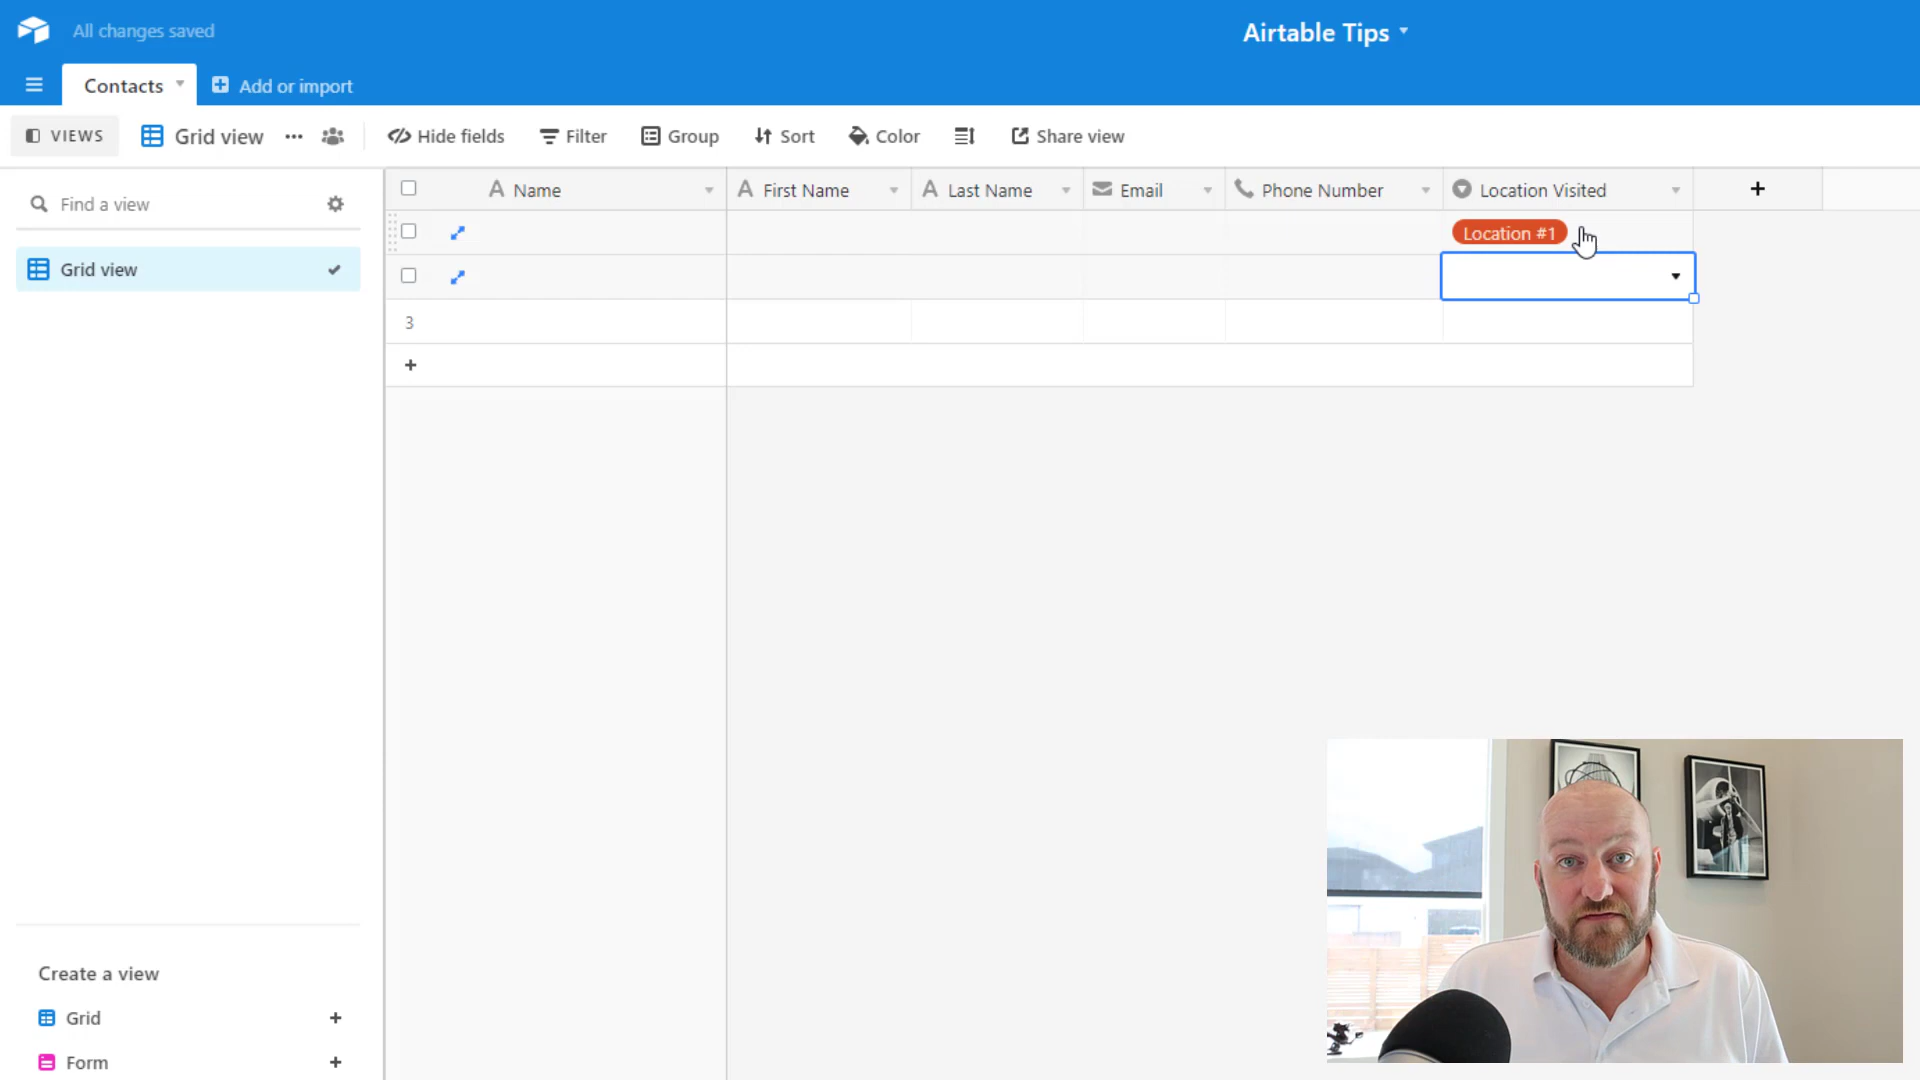 All changes saved
Airtable Tips
Contacts
Add or import
VIEWS
Grid view
Hide fields
Filter
Group
Sort
Color
Share view
Find a view
Name
First Name
Last Name
Email
Phone Number
Location Visited
Location #1
Grid view
3
Create a view
Grid
Form